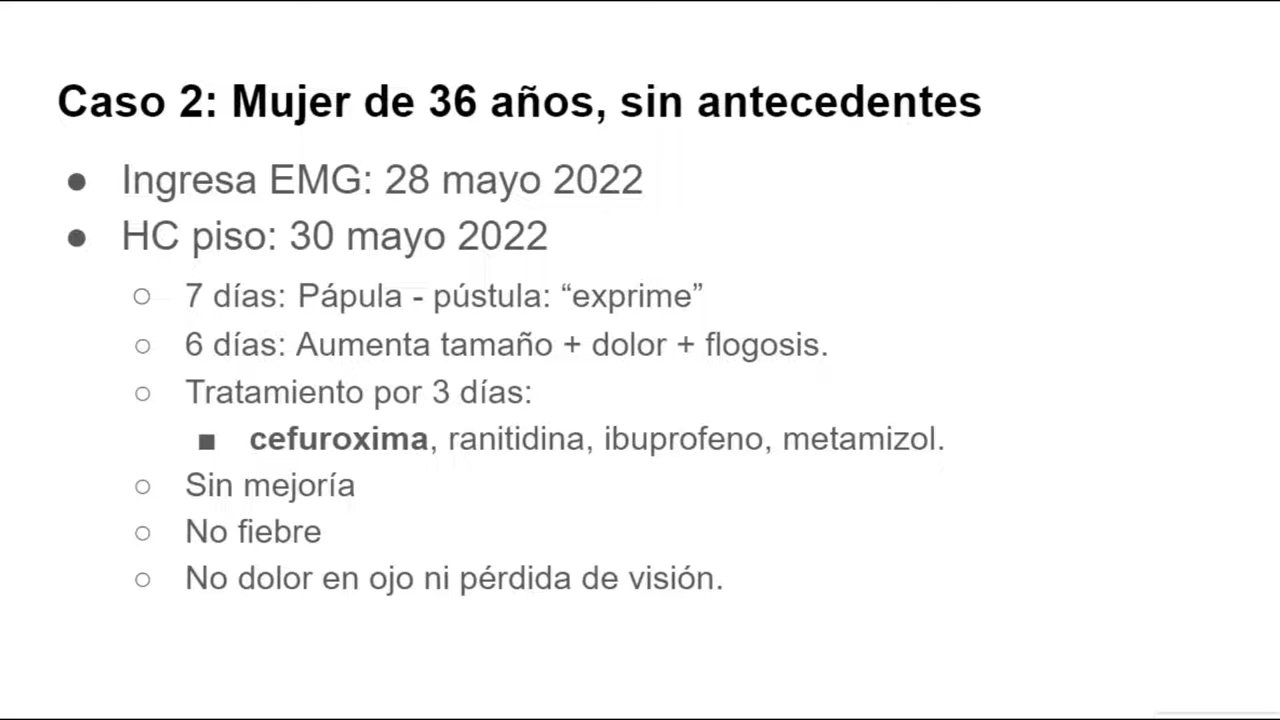 Caso 2: Mujer de 36 años, sin antecedentes
● Ingresa EMG: 28 mayo 2022
● HC piso: 30 mayo 2022
○ 7 días: Pápula - pústula: “exprime”
○ 6 días: Aumenta tamaño + dolor + flogosis.
○ Tratamiento por 3 días:
■ cefuroxima, ranitidina, ibuprofeno, metamizol.
○ Sin mejoría
○ No fiebre
○ No dolor en ojo ni pérdida de visión.